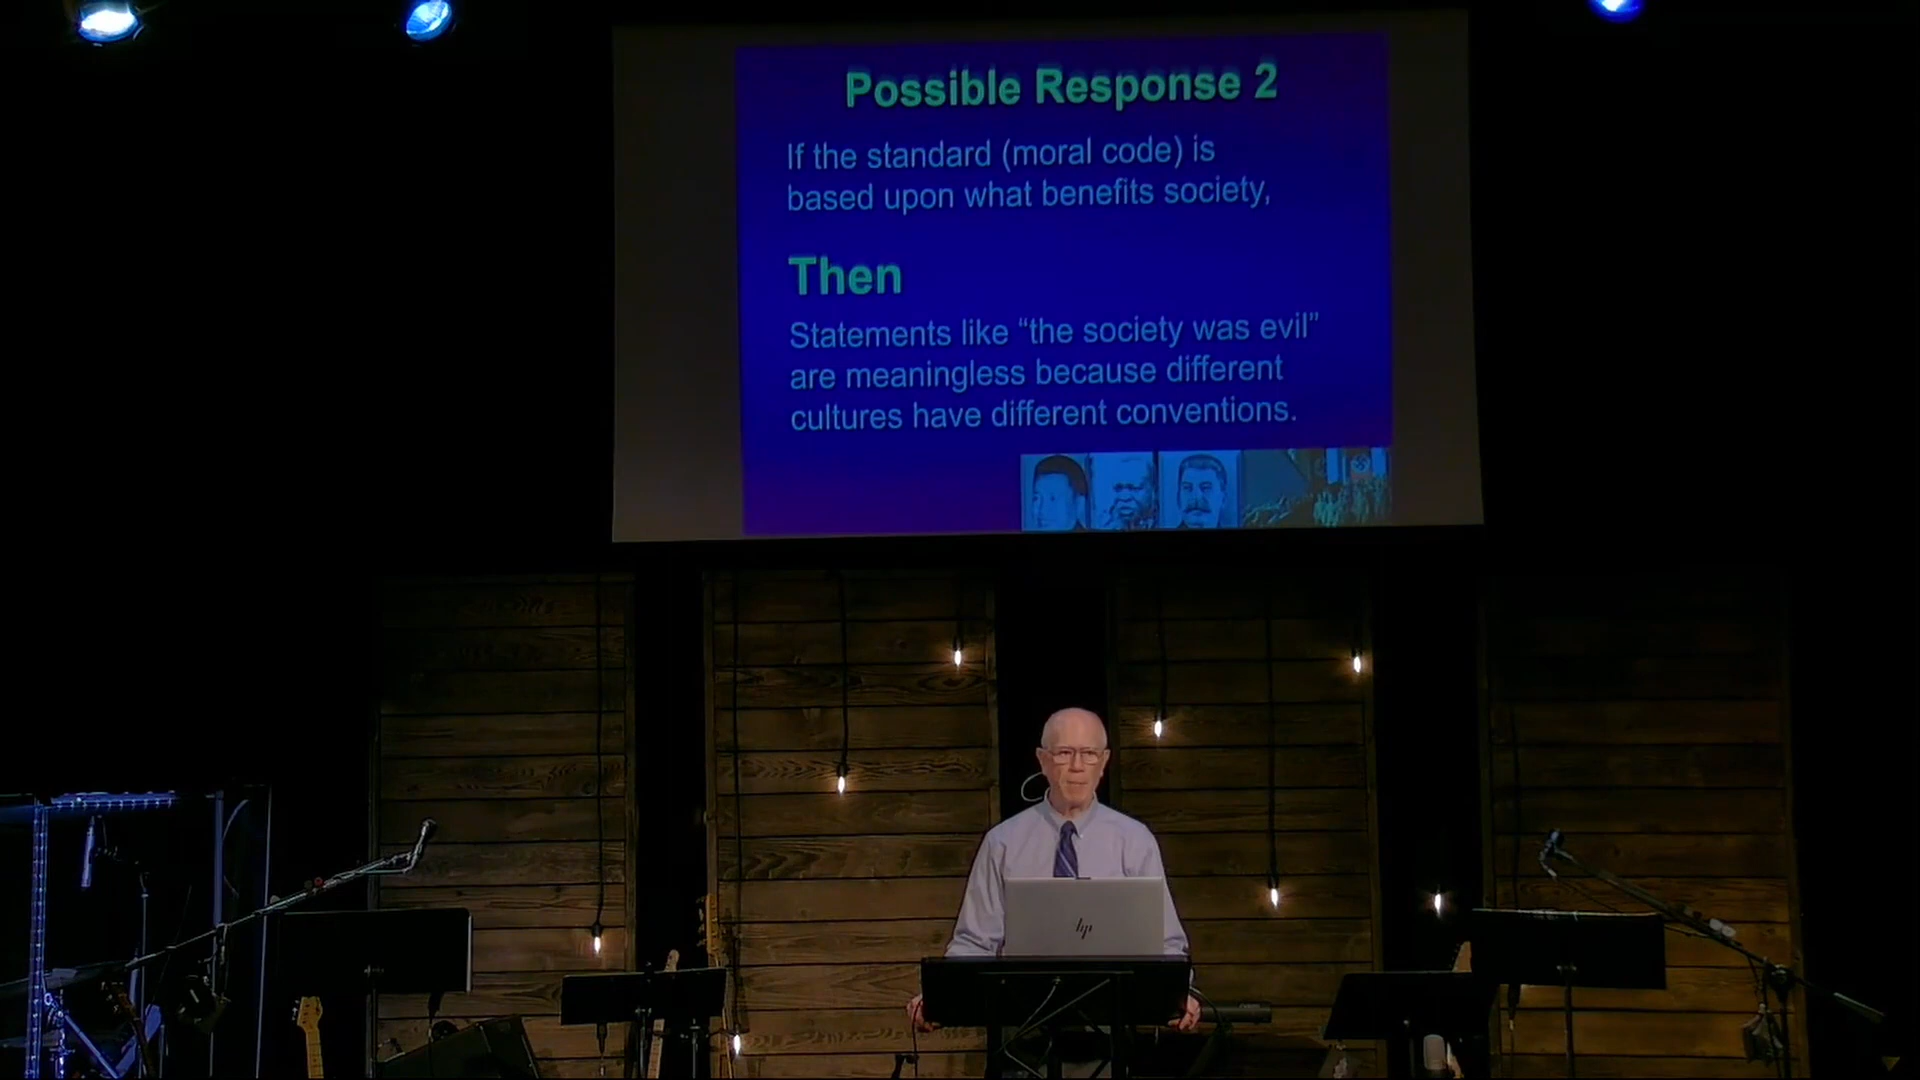 Possible Response 2
If the standard (moral code) is
based upon what benefits society,
Then
Statements like “the society was evil”
are meaningless because different
cultures have different conventions.
hp